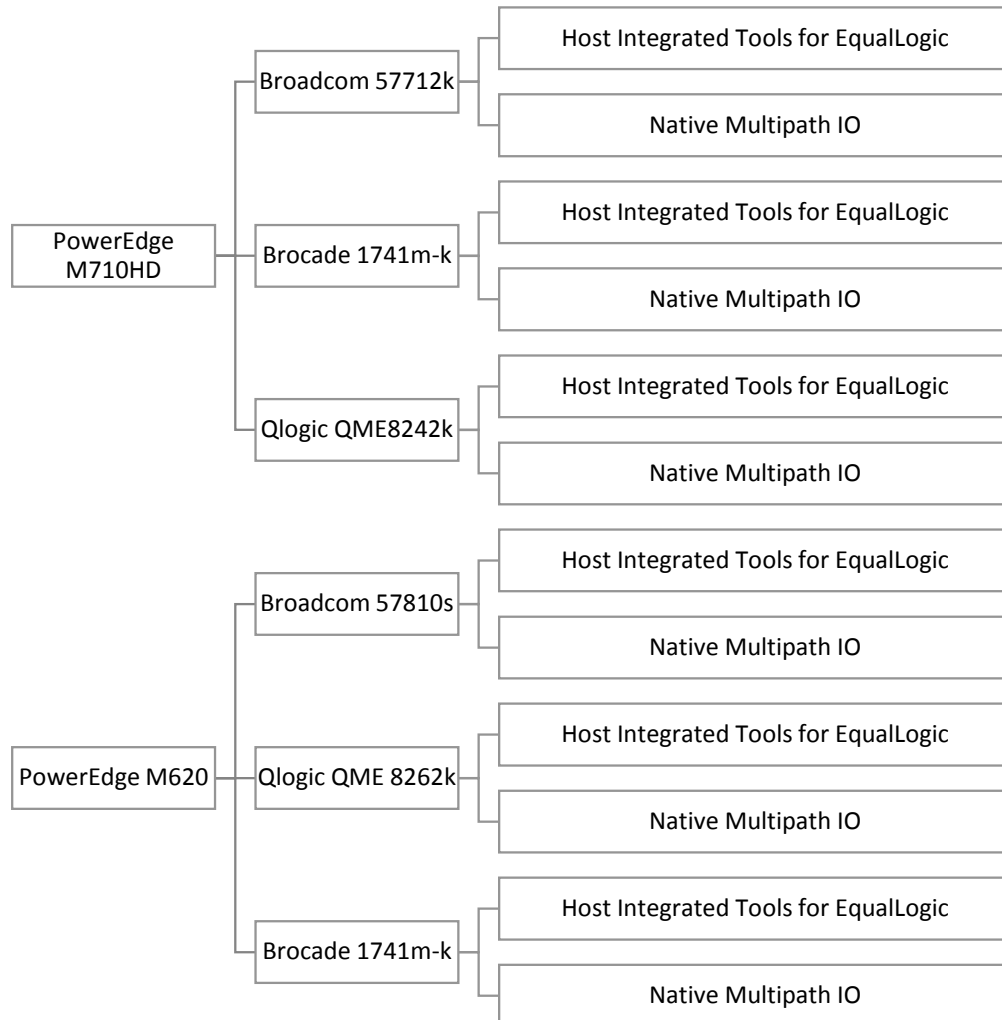 Host Integrated Tools for EqualLogic
Broadcom 57712k
Native Multipath IO
Host Integrated Tools for EqualLogic
PowerEdge
M710HD
Brocade 1741m-k
Native Multipath IO
Host Integrated Tools for EqualLogic
Qlogic QME8242k
Native Multipath IO
Host Integrated Tools for EqualLogic
Broadcom 57810s
Native Multipath IO
Host Integrated Tools for EqualLogic
PowerEdge M620
Qlogic QME 8262k
Native Multipath IO
Host Integrated Tools for EqualLogic
Brocade 1741m-k
Native Multipath IO